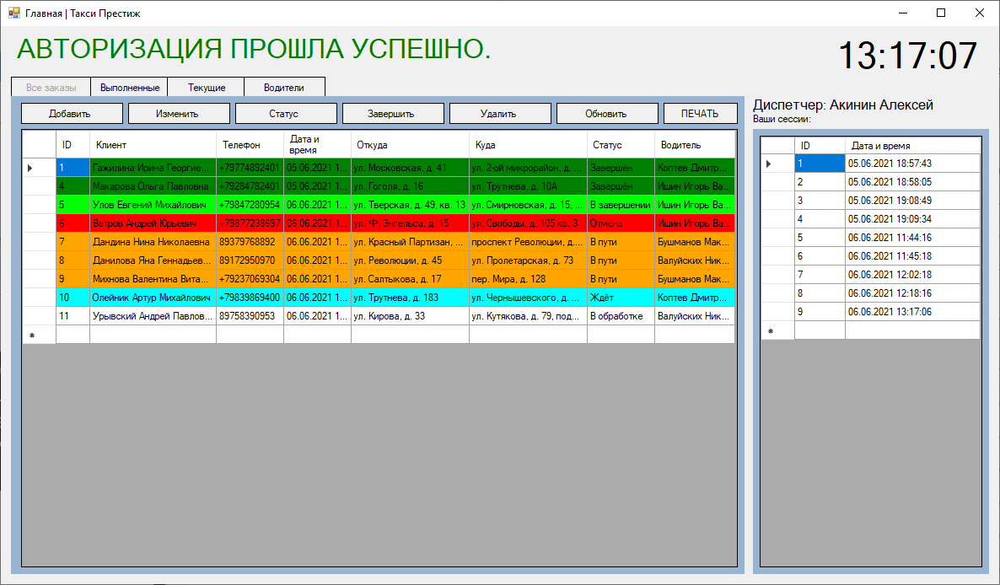 Главная | Такси Престиж
АВТОРИЗАЦИЯ ПРОШЛА УСПЕШНО.
13:17:07
Все заказы Выполненные Текущие Водители
Добавить Изменить Статус Завершить Удалить Обновить ПЕЧАТЬ
ID Клиент Телефон Дата и время Откуда Куда Статус Водитель
1 Гажилина Ирина Георгие... +79774892401 05.06.2021 1... ул. Московская, д. 41 ул. 2-ой микрорайон, д. ... Завершён Коптев Дмитр...
4 Макарова Ольга Павловна +79284782401 05.06.2021 1... ул. Гоголя, д. 16 ул. Трутнева, д. 10А Завершён Ишин Игорь Ва...
5 Улов Евгений Михайлович +79847280954 06.06.2021 1... ул. Тверская, д. 49, кв. 13 ул. Смирновская, д. 15, ... В завершении Ишин Игорь Ва...
6 Ветров Андрей Юрьевич +79877238697 06.06.2021 1... ул. Ф. Энгельса, д. 15 ул. Свободы, д. 105 кв. 3 Отмена Ишин Игорь Ва...
7 Дандина Нина Николаевна 89379768892 06.06.2021 1... ул. Красный Партизан, ... проспект Революции, д.... В пути Бушманов Мак...
8 Данилова Яна Геннадьев... 89172950970 06.06.2021 1... ул. Революции, д. 45 ул. Пролетарская, д. 73 В пути Валуйских Ник...
9 Михнова Валентина Вита... +79237069304 06.06.2021 1... ул. Салтыкова, д. 17 пер. Мира, д. 128 В пути Бушманов Мак...
10 Олейник Артур Михайлович +79839869400 06.06.2021 1... ул. Трутнева, д. 183 ул. Чернышевского, д. ... Ждёт Коптев Дмитр...
11 Урывский Андрей Павлов... 89758390953 06.06.2021 1... ул. Кирова, д. 33 ул. Кутякова, д. 79, под... В обработке Валуйских Ник...
Диспетчер: Акинин Алексей
Ваши сессии:
ID Дата и время
1 05.06.2021 18:57:43
2 05.06.2021 18:58:05
3 05.06.2021 19:08:49
4 05.06.2021 19:09:34
5 06.06.2021 11:44:16
6 06.06.2021 11:45:18
7 06.06.2021 12:02:18
8 06.06.2021 12:18:16
9 06.06.2021 13:17:06